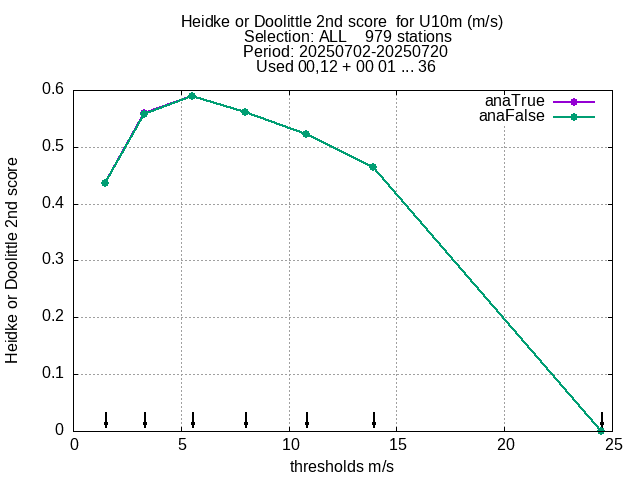 Heidke or Doolittle 2nd score  for U10m (m/s)
Selection: ALL    979 stations
Period: 20250702-20250720
Used 00,12 + 00 01 ... 36
anaTrue
anaFalse
0.6
0.5
0.4
0.3
0.2
0.1
0
Heidke or Doolittle 2nd score
0 5 10 15 20 25
thresholds m/s